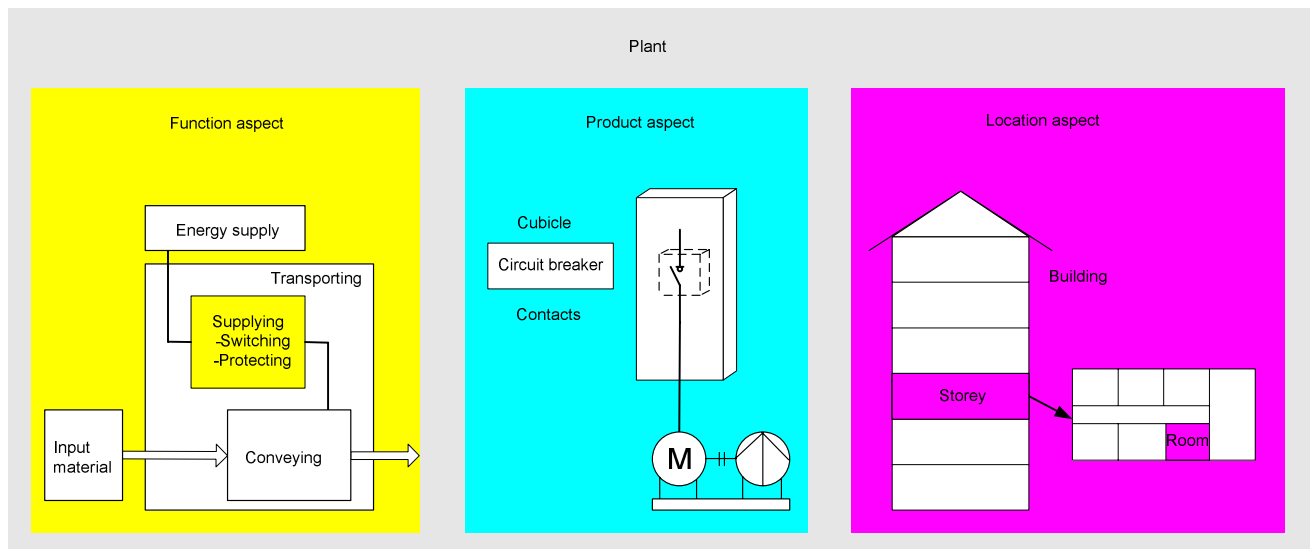 Plant
Function aspect
Energy supply
Transporting
Supplying
-Switching
-Protecting
Input
material
Conveying
Product aspect
Cubicle
Circuit breaker
Contacts
M
Location aspect
Building
Storey
Room